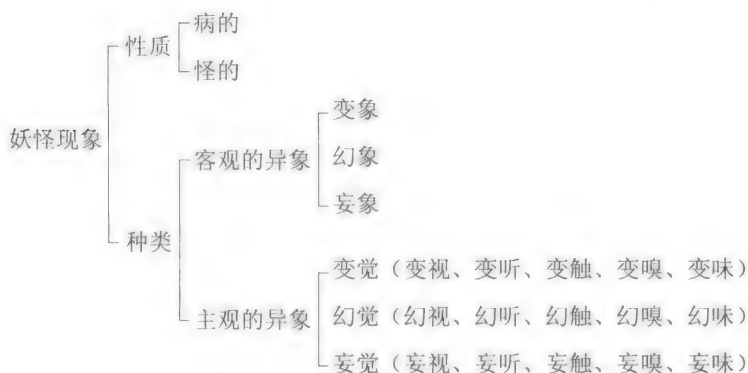 病的
性质
怪的
变象
妖怪现象
客观的异象
幻象
妄象
种类
变觉（变视、变听、变触、变嗅、变味）
主观的异象
幻觉（幻视、幻听、幻触、幻嗅、幻味）
妄觉（妄视、妄听、妄触、妄嗅、妄味）